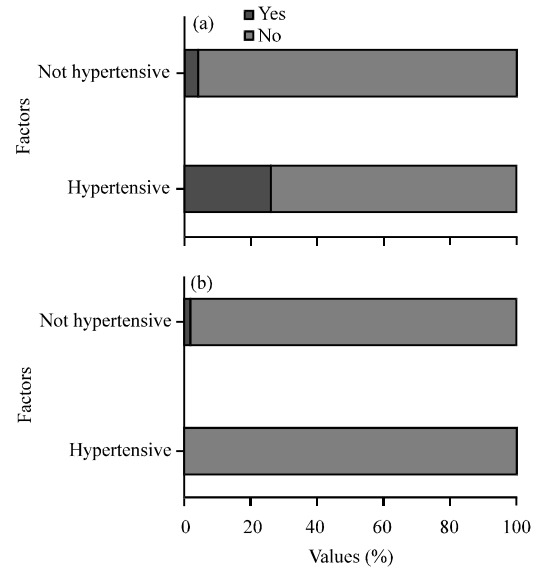 (a)
Yes
No
Not hypertensive
Factors
Hypertensive
(b)
Not hypertensive
Factors
Hypertensive
0 20 40 60 80 100
Values (%)